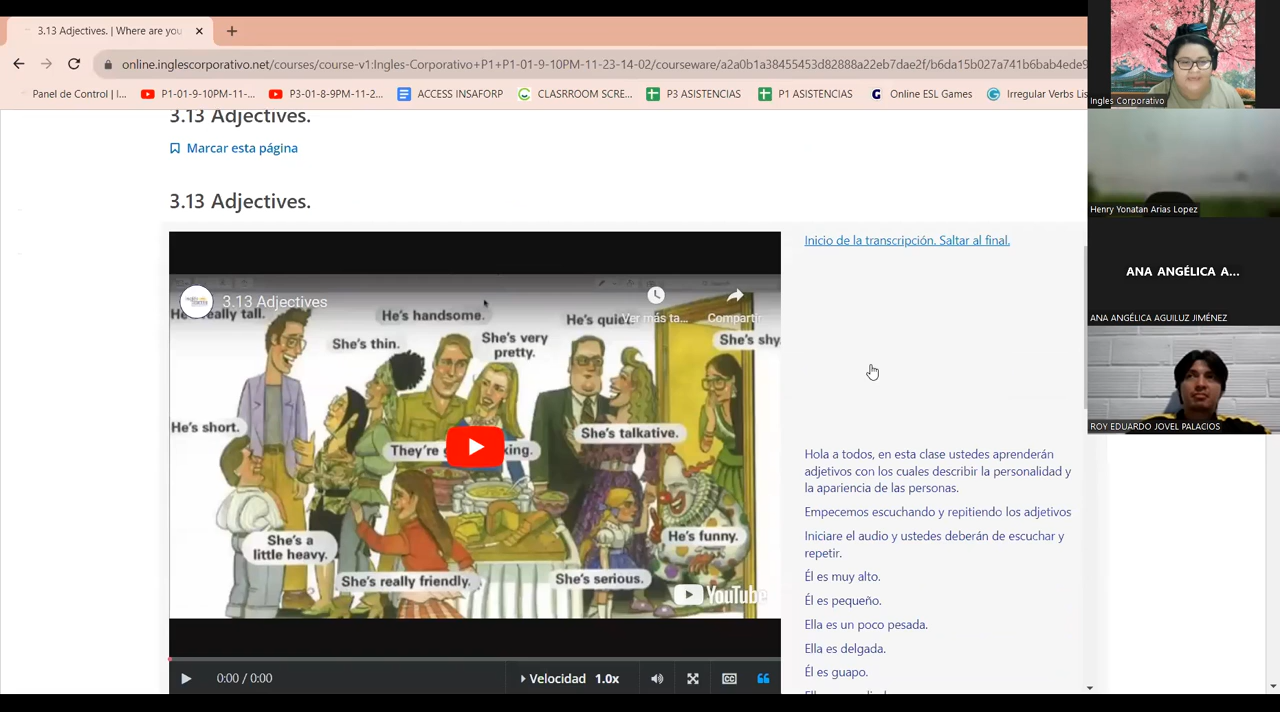 3.13 Adjectives. | Where are you
online.inglescorporativo.net/courses/course-v1:Ingles-Corporativo+P1+P1-01-9-10PM-11-23-14-02/courseware/a2a0b1a38455453d82888a22eb7dae2f/b6da15b027a741b6bab4ede9
Panel de Control | I...
P1-01-9-10PM-11-...
P3-01-8-9PM-11-2...
ACCESS INSAFORP
CLASRROOM SCRE...
P3 ASISTENCIAS
P1 ASISTENCIAS
Online ESL Games
Irregular Verbs Lis
Ingles Corporativo
3.13 Adjectives.
Marcar esta página
3.13 Adjectives.
Inicio de la transcripción. Saltar al final.
Henry Yonatan Arias Lopez
ANA ANGÉLICA A...
ANA ANGÉLICA AGUILUZ JIMÉNEZ
ROY EDUARDO JOVEL PALACIOS
3.13 Adjectives
Ver más ta...
Compartir
really tall.
He's handsome.
He's quiet.
She's thin.
She's very
pretty.
She's shy.
He's short.
She's talkative.
They're
king.
She's a
little heavy.
He's funny.
She's really friendly.
She's serious.
YouTube
Hola a todos, en esta clase ustedes aprenderán
adjetivos con los cuales describir la personalidad y
la apariencia de las personas.
Empecemos escuchando y repitiendo los adjetivos
Iniciare el audio y ustedes deberán de escuchar y
repetir.
Él es muy alto.
Él es pequeño.
Ella es un poco pesada.
Ella es delgada.
Él es guapo.
0:00 / 0:00
Velocidad 1.0x